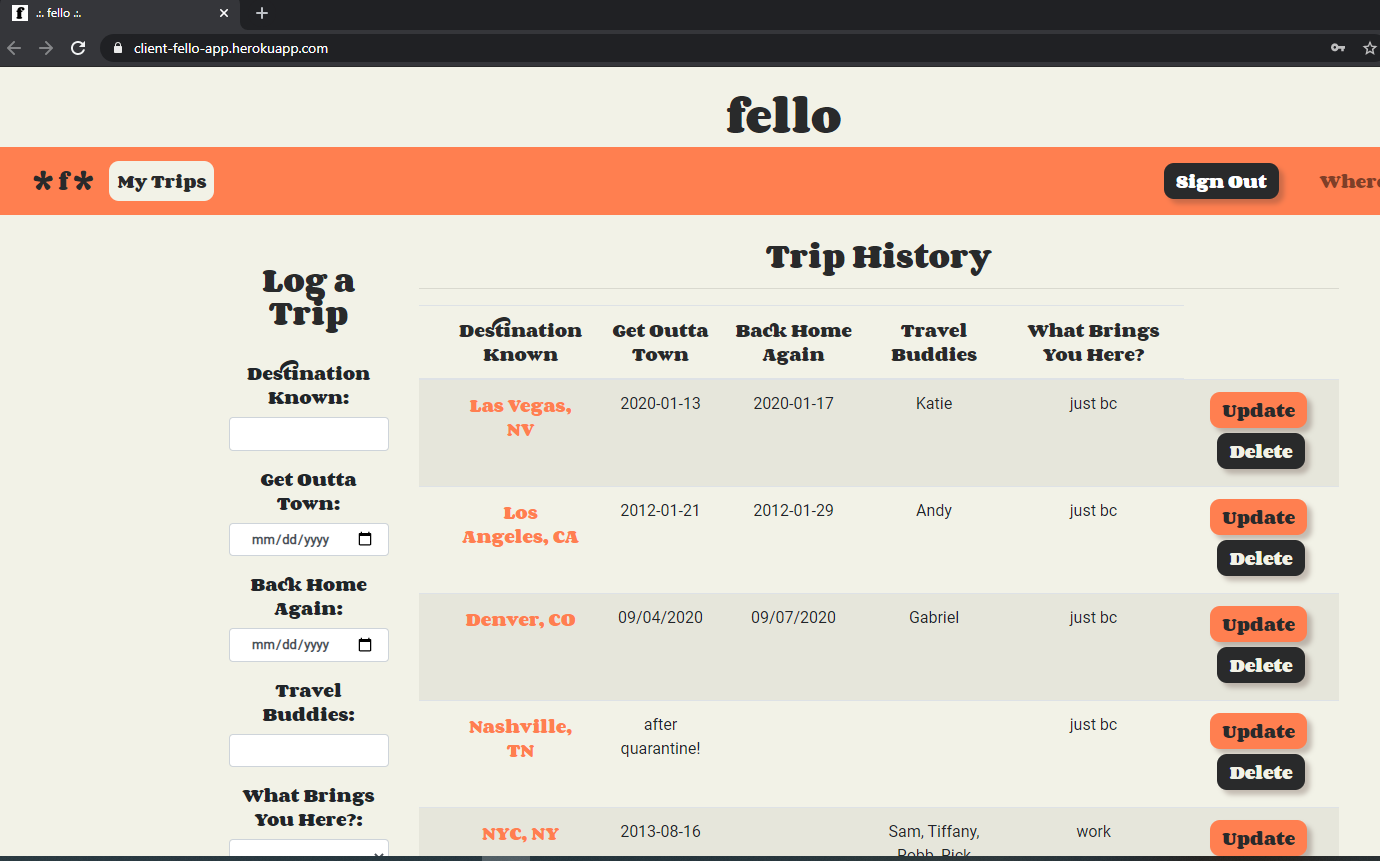 .:. fello .:.
client-fello-app.herokuapp.com
fello
*f* My Trips Sign Out Where
Log a
Trip
Destination
Known:
Get Outta
Town:
mm/dd/yyyy
Back Home
Again:
mm/dd/yyyy
Travel
Buddies:
What Brings
You Here?:
Trip History
Destination Get Outta Back Home Travel What Brings
Known Town Again Buddies You Here?
Las Vegas, 2020-01-13 2020-01-17 Katie just bc Update
NV
Delete
Los 2012-01-21 2012-01-29 Andy just bc Update
Angeles, CA
Delete
Denver, CO 09/04/2020 09/07/2020 Gabriel just bc Update
Delete
Nashville, after just bc Update
TN quarantine!
Delete
NYC, NY 2013-08-16 Sam, Tiffany, work Update
Robb, Rick